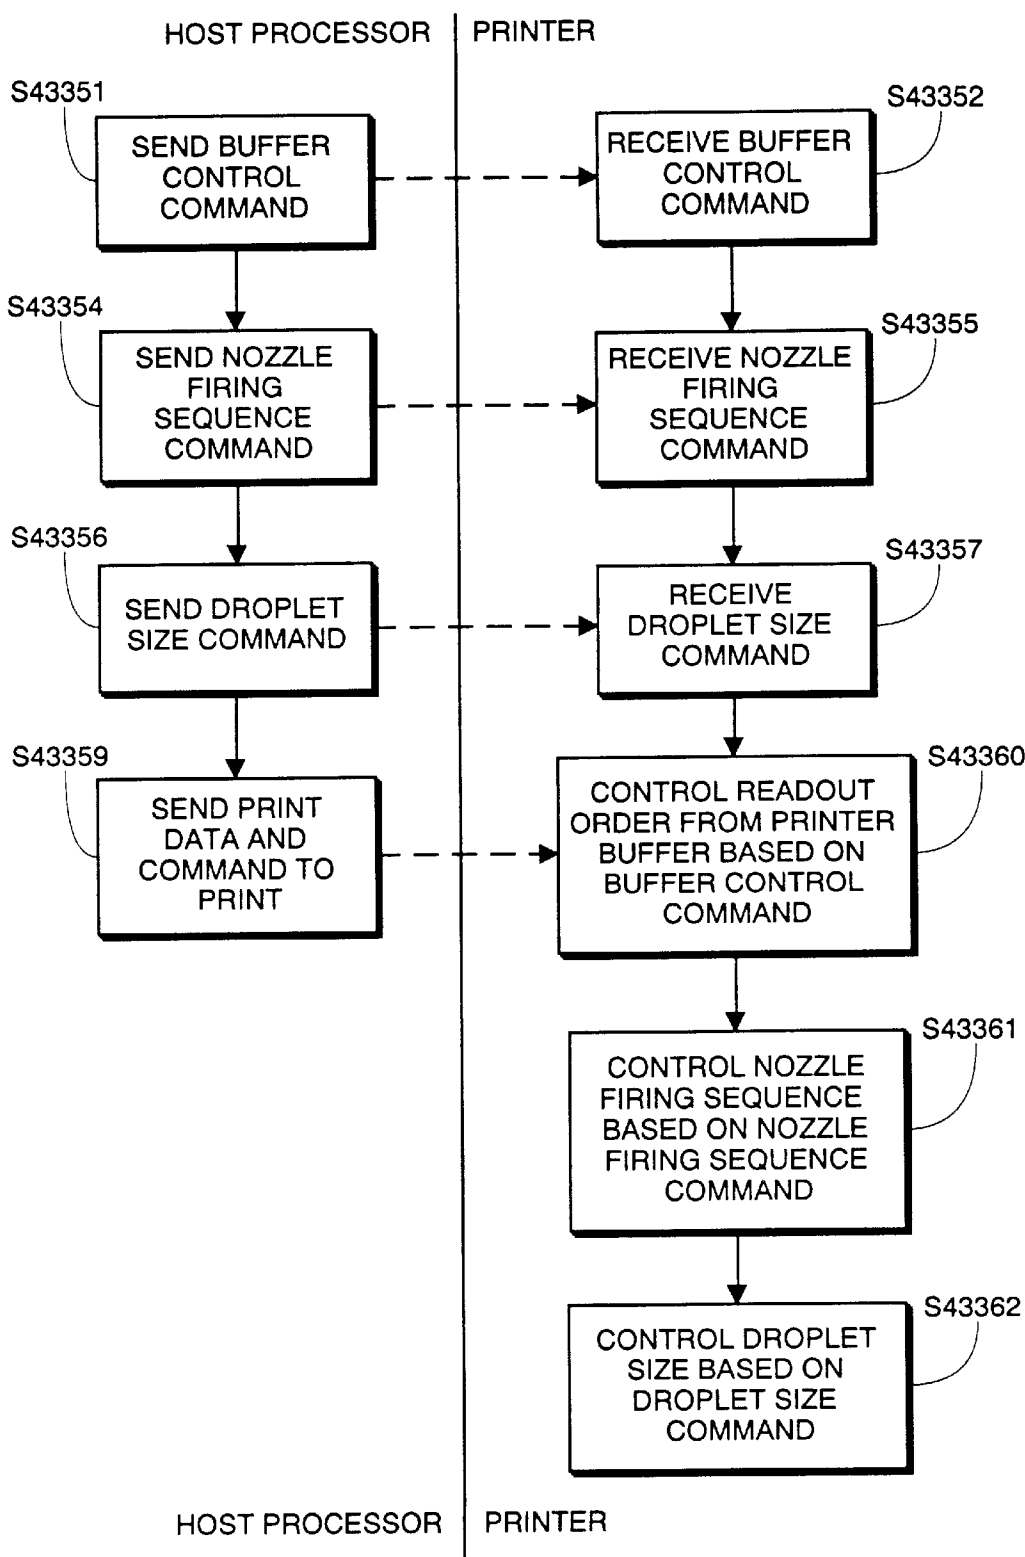 HOST PROCESSOR
PRINTER
S43351
SEND BUFFER
CONTROL
COMMAND
S43352
RECEIVE BUFFER
CONTROL
COMMAND
S43354
SEND NOZZLE
FIRING
SEQUENCE
COMMAND
S43355
RECEIVE NOZZLE
FIRING
SEQUENCE
COMMAND
S43356
SEND DROPLET
SIZE COMMAND
S43357
RECEIVE
DROPLET SIZE
COMMAND
S43359
SEND PRINT
DATA AND
COMMAND TO
PRINT
S43360
CONTROL READOUT
ORDER FROM PRINTER
BUFFER BASED ON
BUFFER CONTROL
COMMAND
S43361
CONTROL NOZZLE
FIRING SEQUENCE
BASED ON NOZZLE
FIRING SEQUENCE
COMMAND
S43362
CONTROL DROPLET
SIZE BASED ON
DROPLET SIZE
COMMAND
HOST PROCESSOR
PRINTER